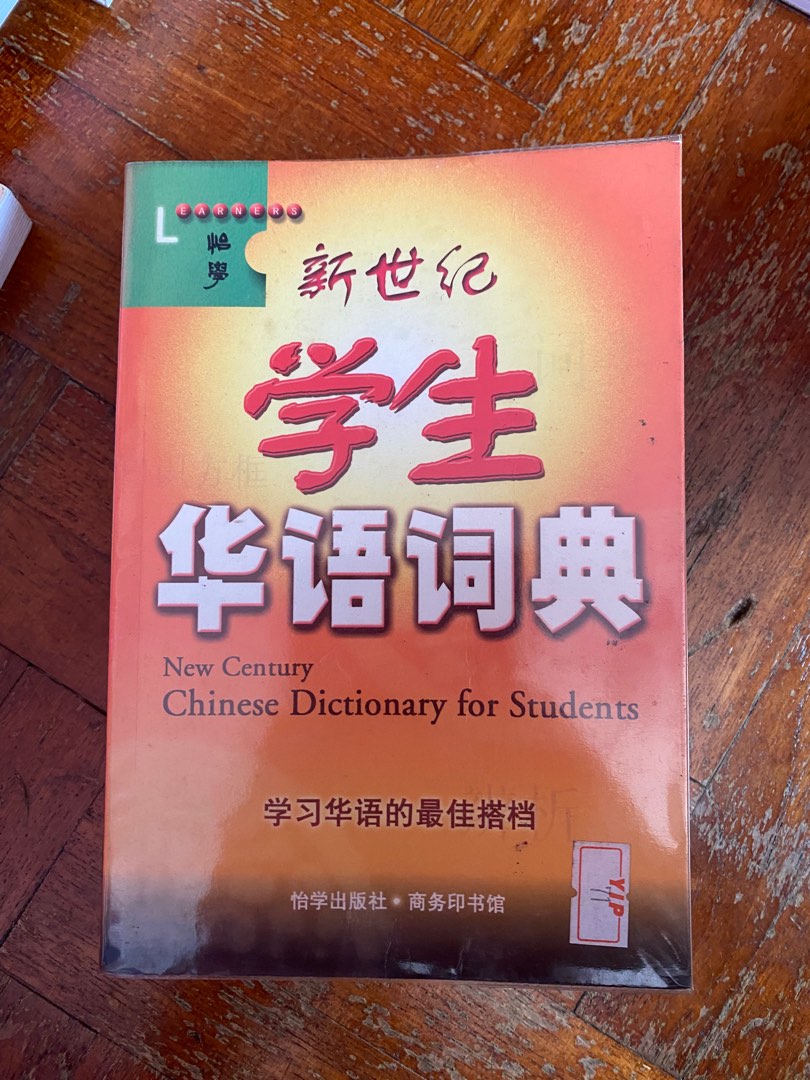 LEARNERS
怡學
新世纪
学生
华语词典
New Century
Chinese Dictionary for Students
学习华语的最佳搭档
怡学出版社・商务印书馆
YIP